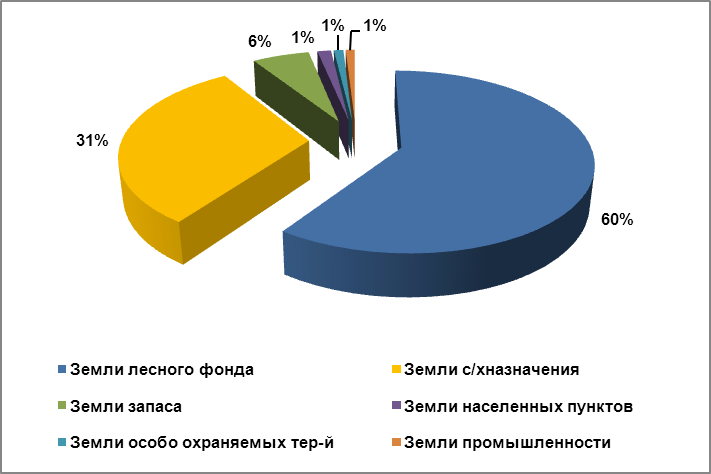 1%
1%
1%
6%
31%
60%
Земли лесного фонда
Земли с/хназначения
Земли запаса
Земли населенных пунктов
Земли особо охраняемых тер-й
Земли промышленности